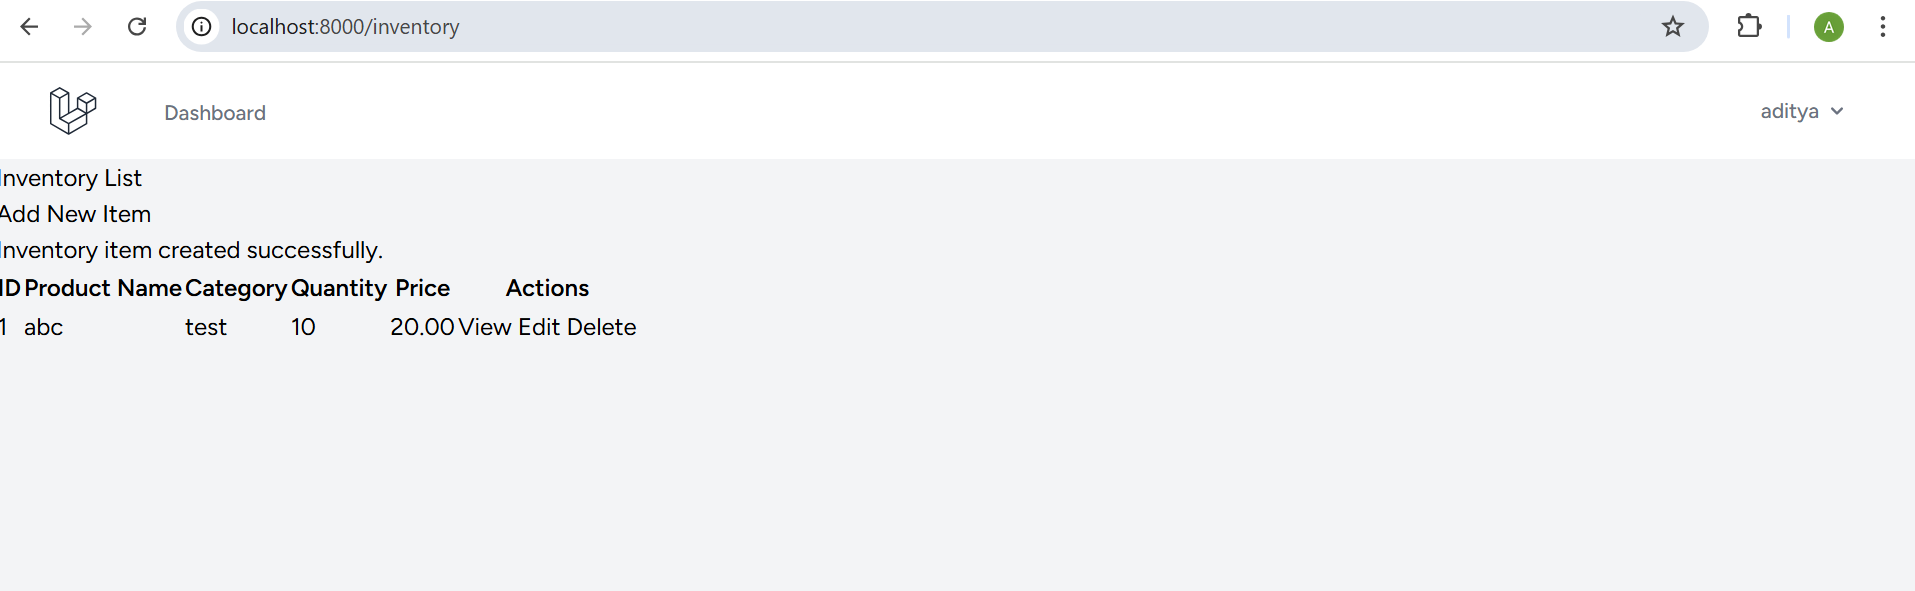 localhost:8000/inventory
A
Dashboard
aditya
Inventory List
Add New Item
Inventory item created successfully.
ID Product Name Category Quantity Price Actions
1 abc test 10 20.00 View Edit Delete